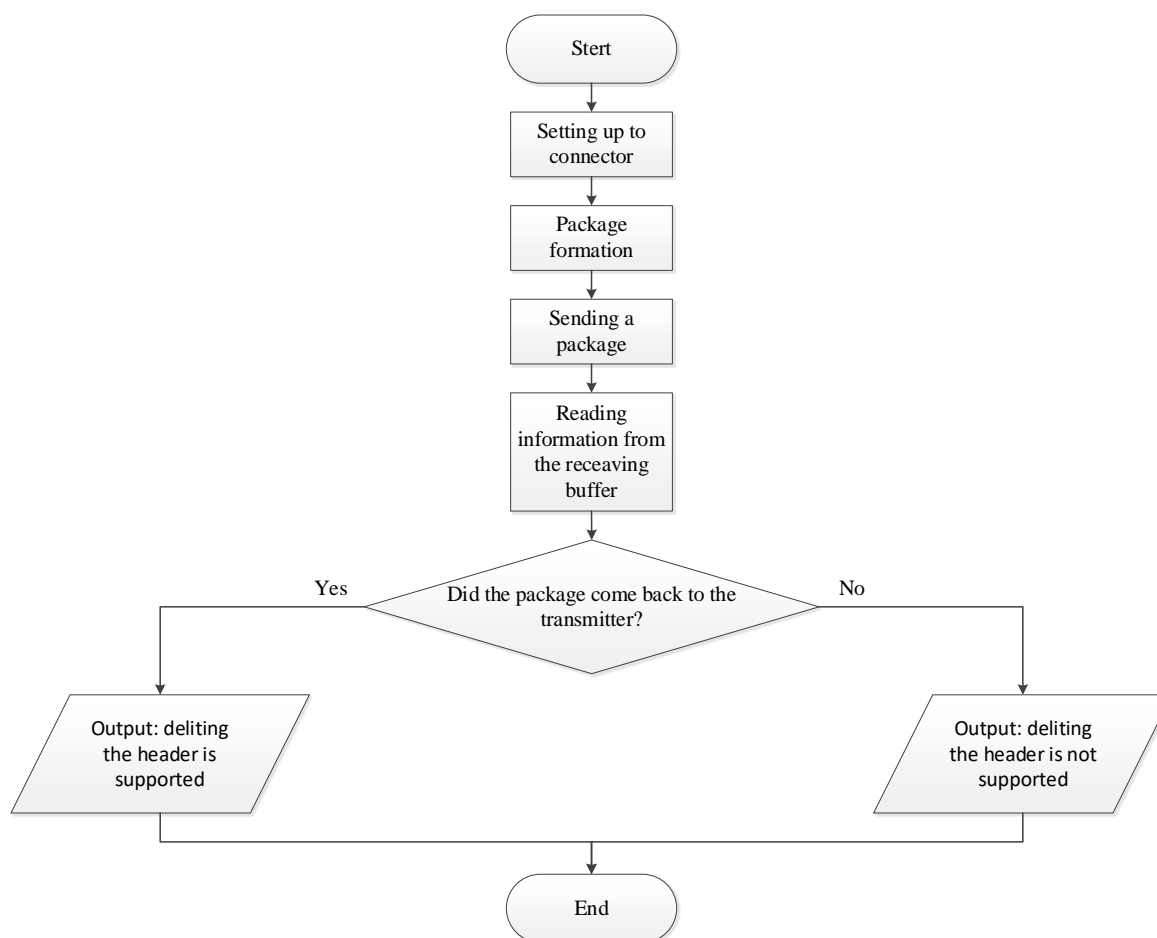 Stert
Setting up to
connector
Package
formation
Sending a
package
Reading
information from
the receaving
buffer
Yes
Did the package come back to the
transmitter?
No
Output: deliting
the header is
supported
Output: deliting
the header is not
supported
End